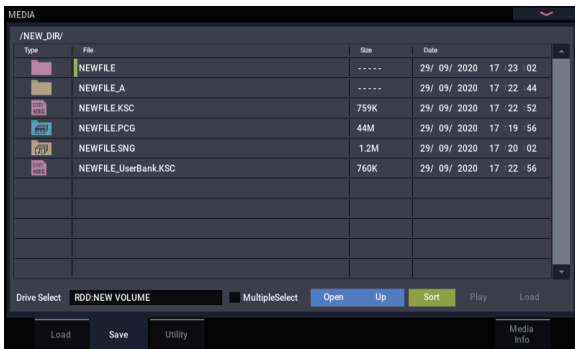 MEDIA
/NEW_DIR/
Type File Size Date
NEWFILE ----- 29/ 09/ 2020 17 :23 :02
NEWFILE_A ----- 29/ 09/ 2020 17 :22 :44
KORG NEWFILE.KSC 759K 29/ 09/ 2020 17 :22 :52
NEWFILE.PCG 44M 29/ 09/ 2020 17 :19 :56
NEWFILE.SNG 1.2M 29/ 09/ 2020 17 :20 :02
KORG NEWFILE_UserBank.KSC 760K 29/ 09/ 2020 17 :22 :56
Drive Select RDD:NEW VOLUME MultipleSelect Open Up Sort Play Load
Load Save Utility Media
Info